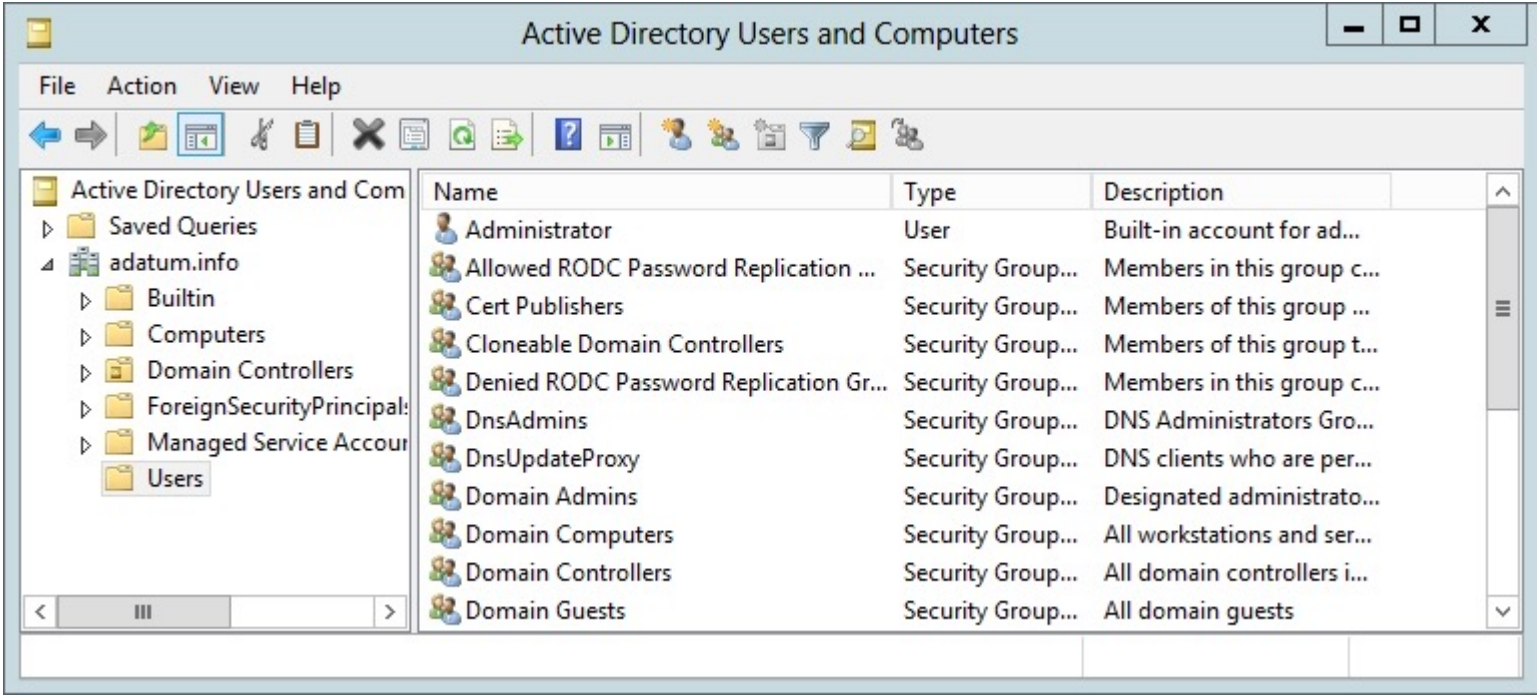 Active Directory Users and Computers
File Action View Help
Active Directory Users and Com
Saved Queries
adatum.info
Builtin
Computers
Domain Controllers
ForeignSecurityPrincipals
Managed Service Accour
Users
Name Type Description
Administrator User Built-in account for ad...
Allowed RODC Password Replication ... Security Group... Members in this group c...
Cert Publishers Security Group... Members of this group ...
Cloneable Domain Controllers Security Group... Members of this group t...
Denied RODC Password Replication Gr... Security Group... Members in this group c...
DnsAdmins Security Group... DNS Administrators Gro...
DnsUpdateProxy Security Group... DNS clients who are per...
Domain Admins Security Group... Designated administrato...
Domain Computers Security Group... All workstations and ser...
Domain Controllers Security Group... All domain controllers i...
Domain Guests Security Group... All domain guests